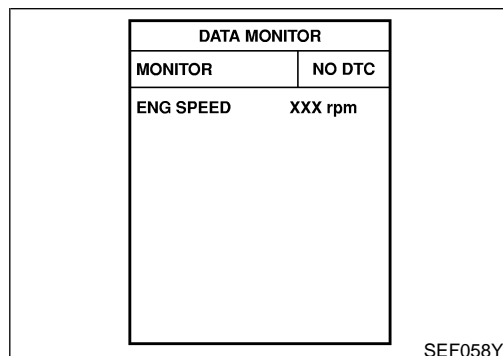 DATA MONITOR
MONITOR NO DTC
ENG SPEED XXX rpm
SEF058Y